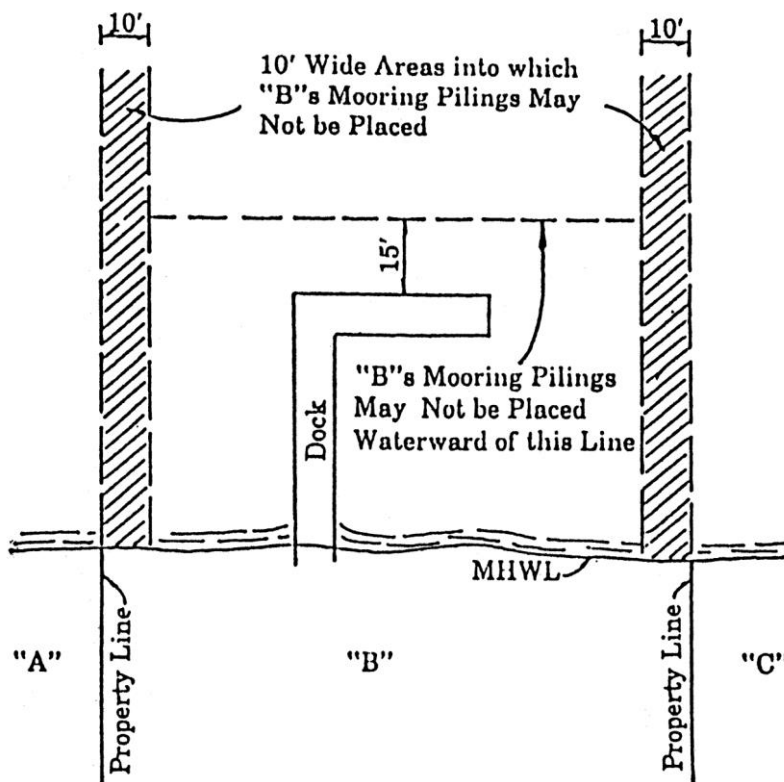 10' 10'
10' Wide Areas into which
"B"s Mooring Pilings May
Not be Placed
15'
"B"s Mooring Pilings
May Not be Placed
Waterward of this Line
Dock
MHWL
"A" "B" "C"
Property Line
Property Line